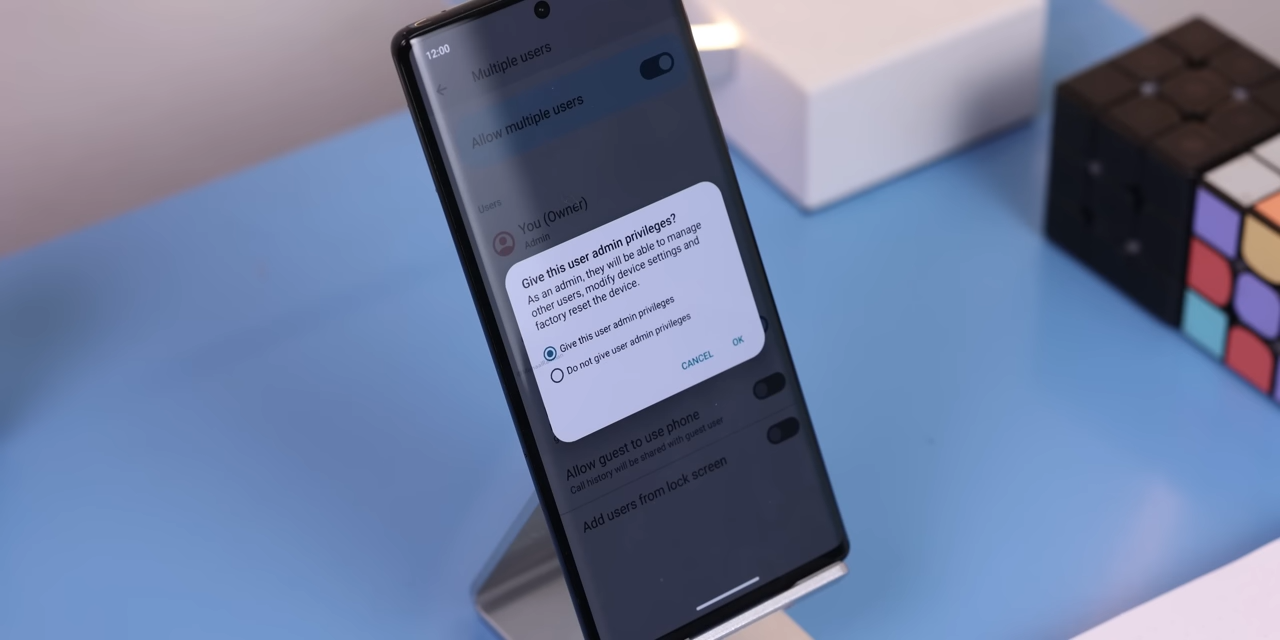 12:00
Multiple users
Allow multiple users
Users
You (Owner)
Admin
Give this user admin privileges?
As an admin, they will be able to manage
other users, modify device settings and
factory reset the device.
Give this user admin privileges
Do not give user admin privileges
CANCEL
OK
Allow guest to use phone
Call history will be shared with guest user
Add users from lock screen